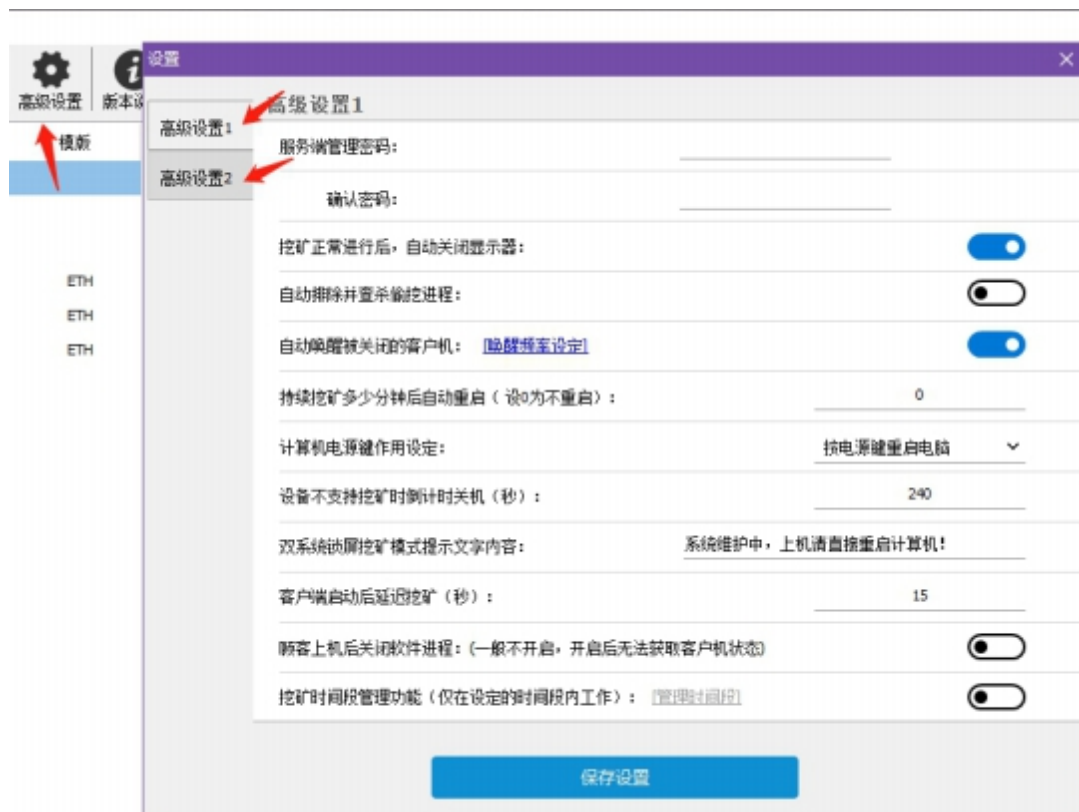 设置
高级设置
版本说
模版
ETH
ETH
ETH
高级设置1
高级设置2
高级设置1
服务端管理密码：
确认密码：
挖矿正常进行后，自动关闭显示器：
自动排除并查杀偷挖进程：
自动唤醒被关闭的客户机： [唤醒频率设定]
持续挖矿多少分钟后自动重启（ 设0为不重启）： 0
计算机电源键作用设定： 按电源键重启电脑
设备不支持挖矿时倒计时关机（秒）： 240
双系统锁屏挖矿模式提示文字内容： 系统维护中，上机请直接重启计算机！
客户端启动后延迟挖矿（秒）： 15
顾客上机后关闭软件进程：(一般不开启，开启后无法获取客户机状态)
挖矿时间段管理功能（仅在设定的时间段内工作）： [管理时间段]
保存设置